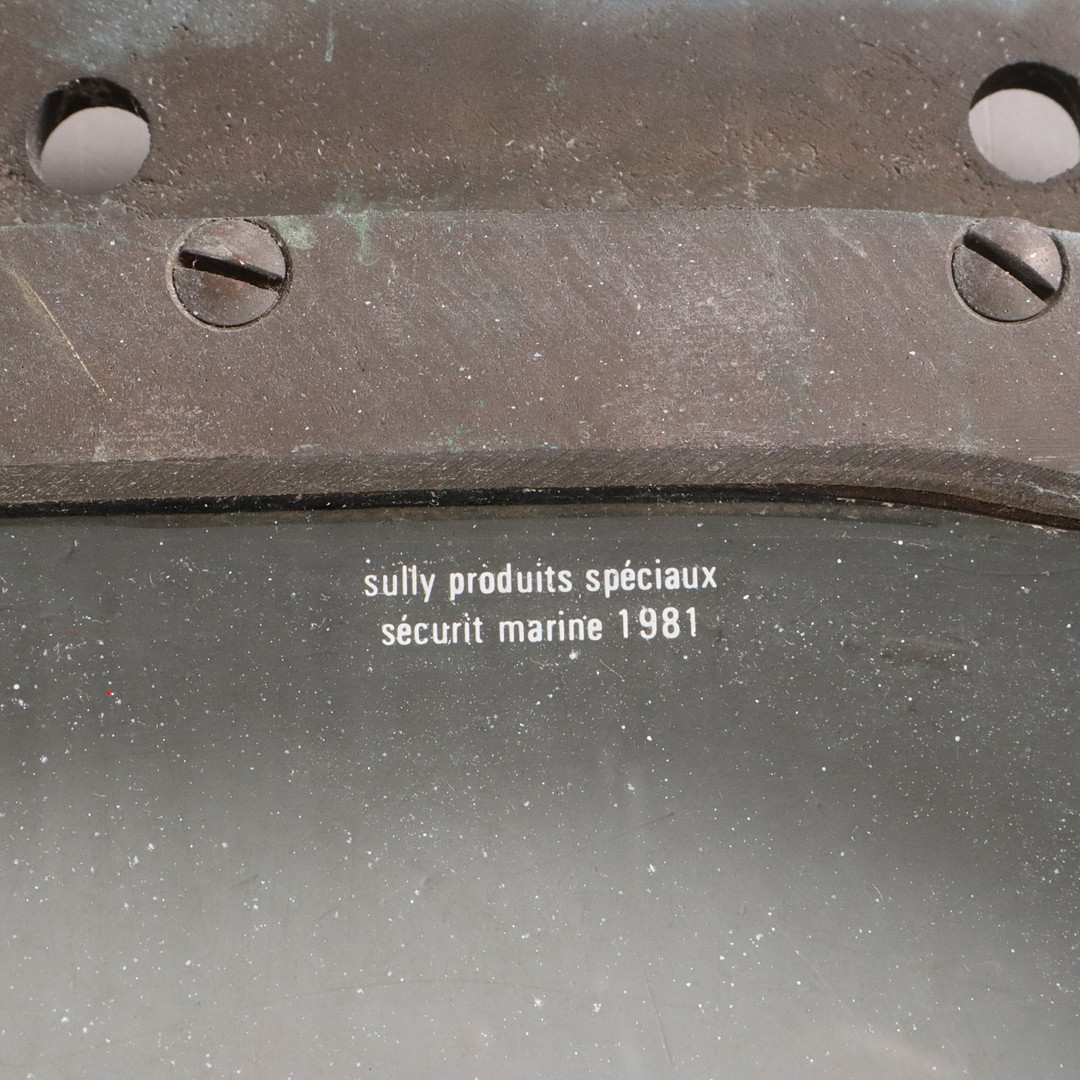 sully produits spéciaux
sécurit marine 1981